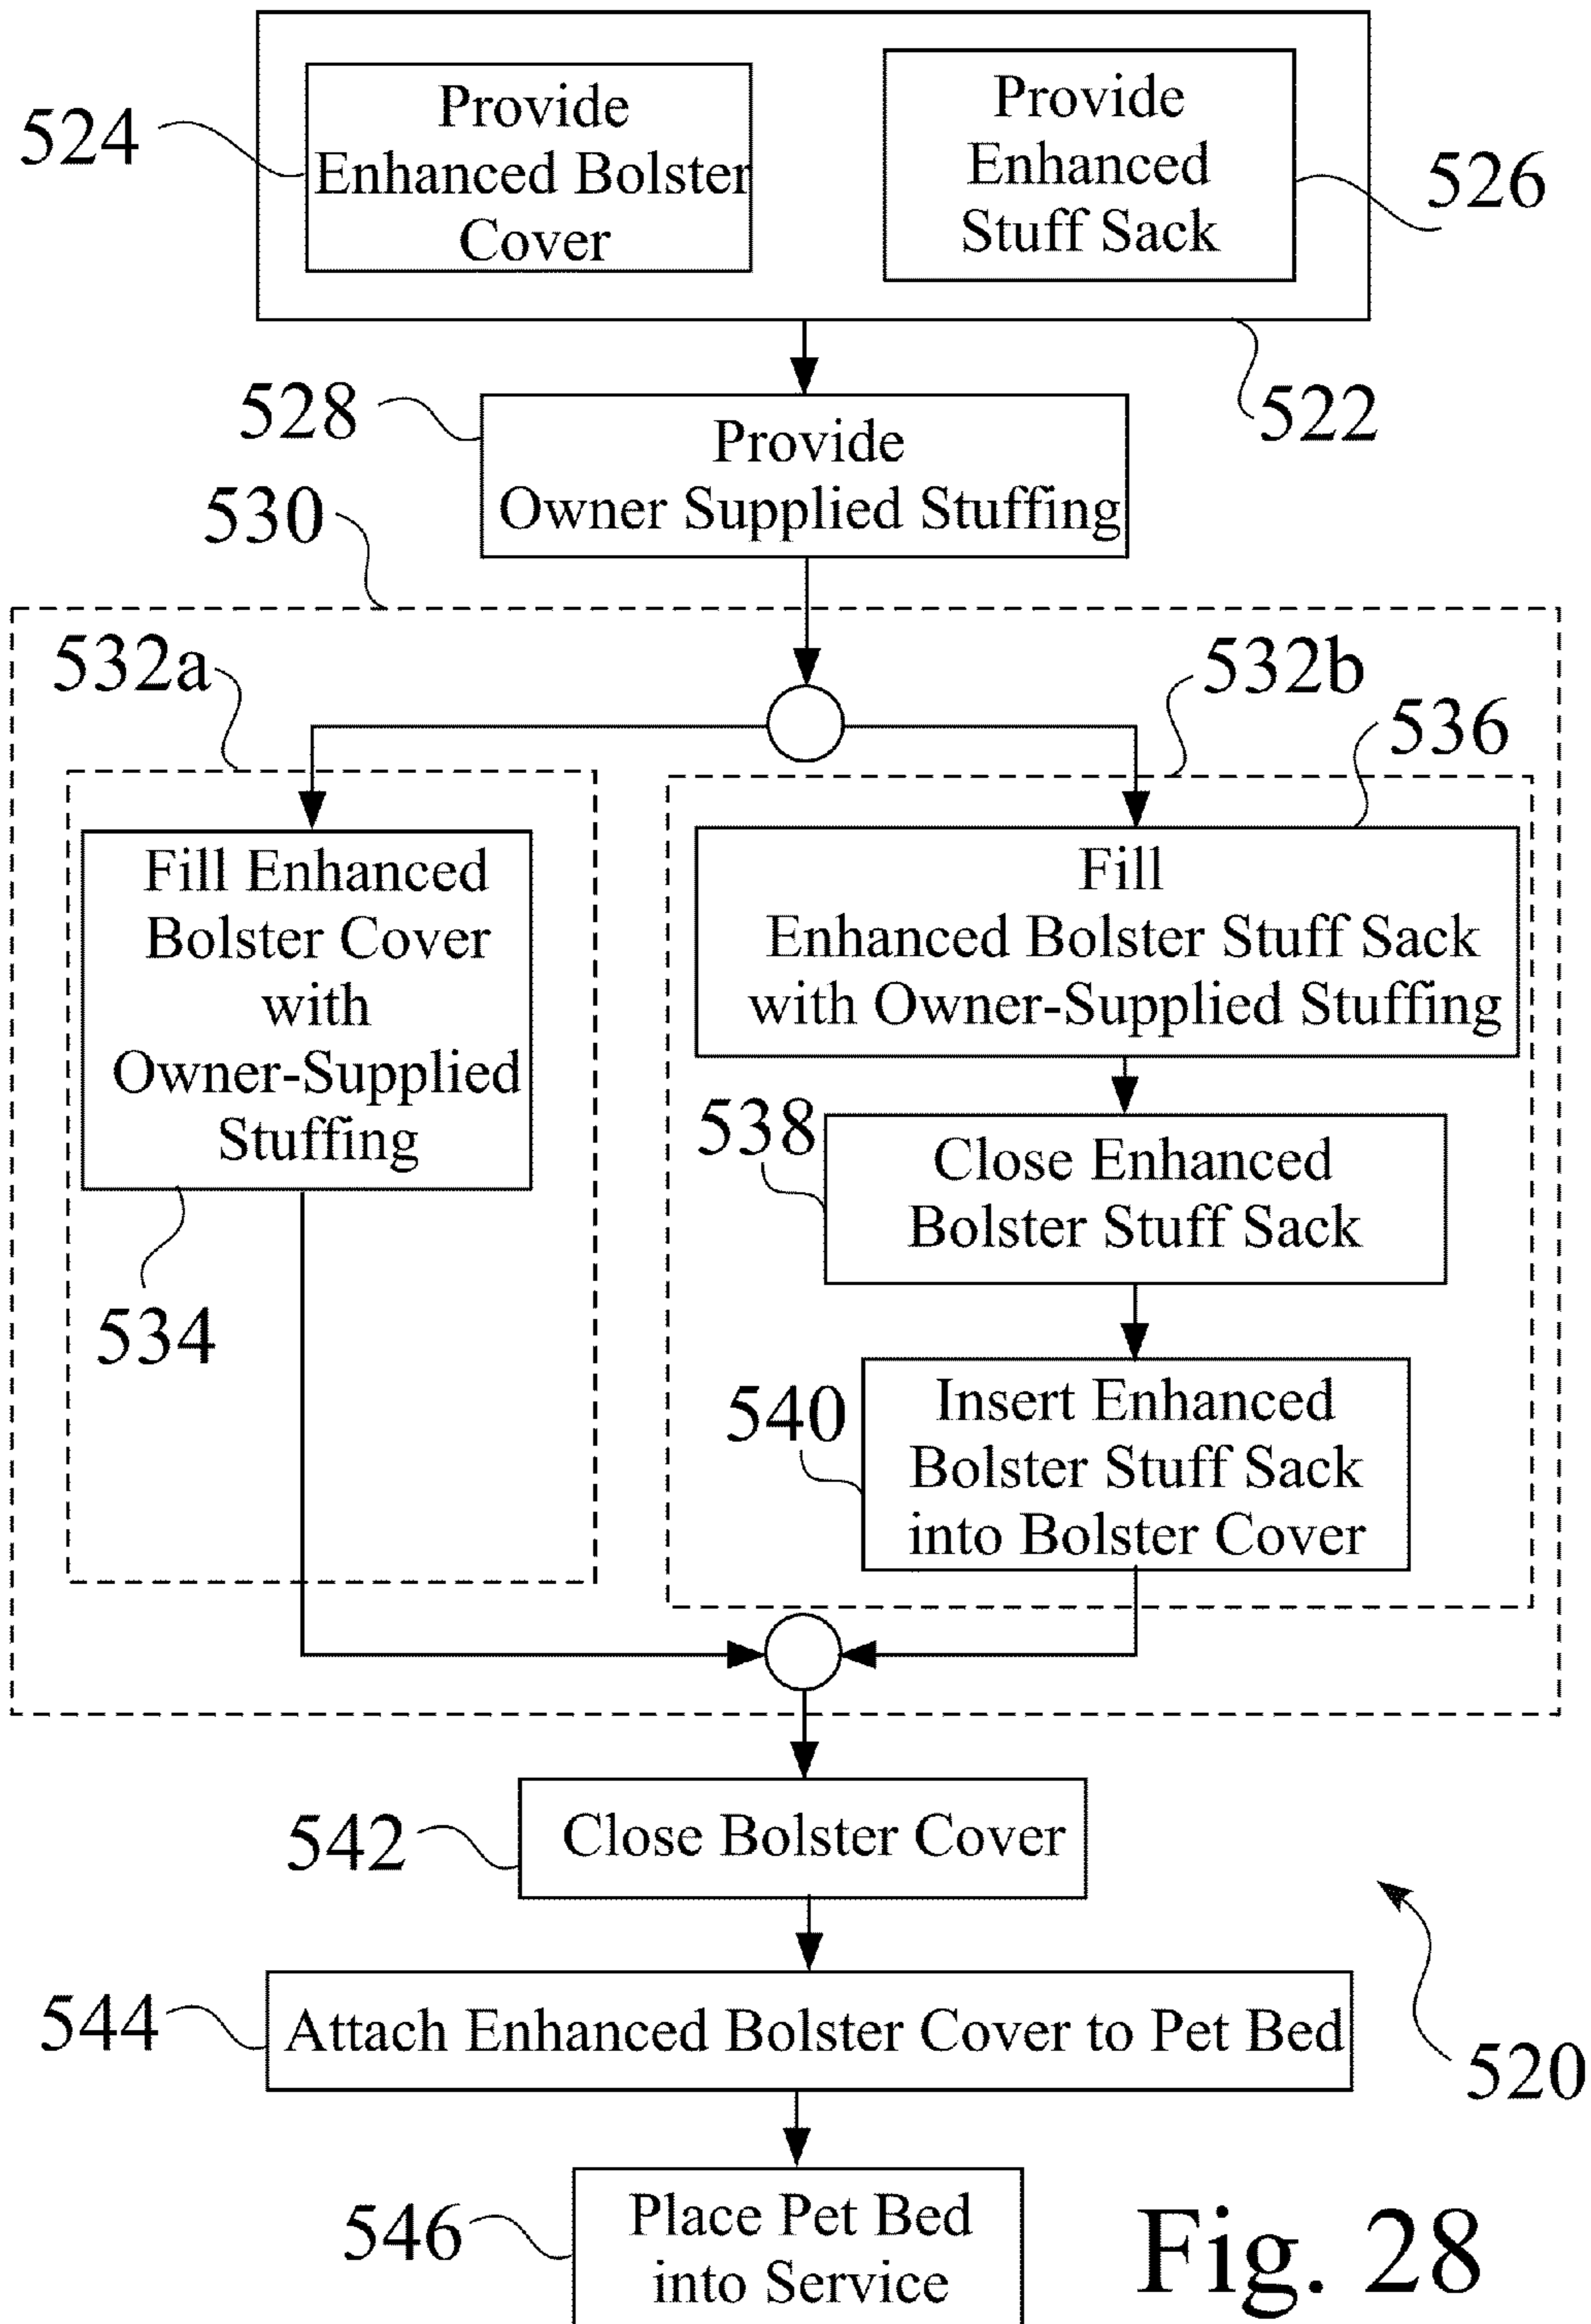 524
Provide
Enhanced Bolster
Cover
Provide
Enhanced
Stuff Sack
526
522
528
Provide
Owner Supplied Stuffing
530
532a
532b
536
Fill Enhanced
Bolster Cover
with
Owner-Supplied
Stuffing
534
Fill
Enhanced Bolster Stuff Sack
with Owner-Supplied Stuffing
538
Close Enhanced
Bolster Stuff Sack
540
Insert Enhanced
Bolster Stuff Sack
into Bolster Cover
542
Close Bolster Cover
544
Attach Enhanced Bolster Cover to Pet Bed
520
546
Place Pet Bed
into Service
Fig. 28